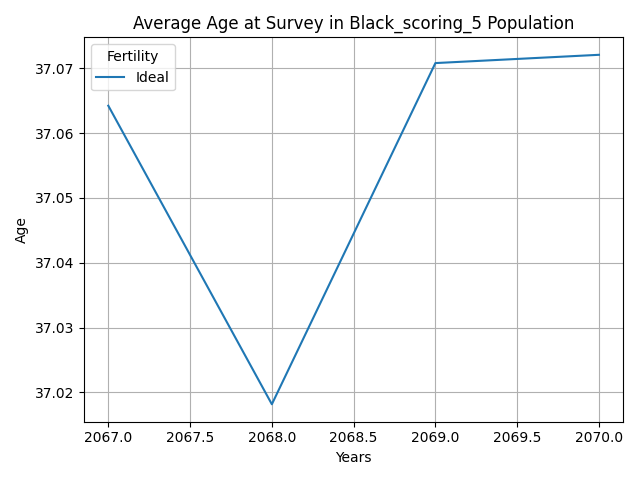 Average Age at Survey in Black_scoring_5 Population
Fertility
Ideal
37.07
37.06
37.05
37.04
37.03
37.02
Age
2067.0 2067.5 2068.0 2068.5 2069.0 2069.5 2070.0
Years